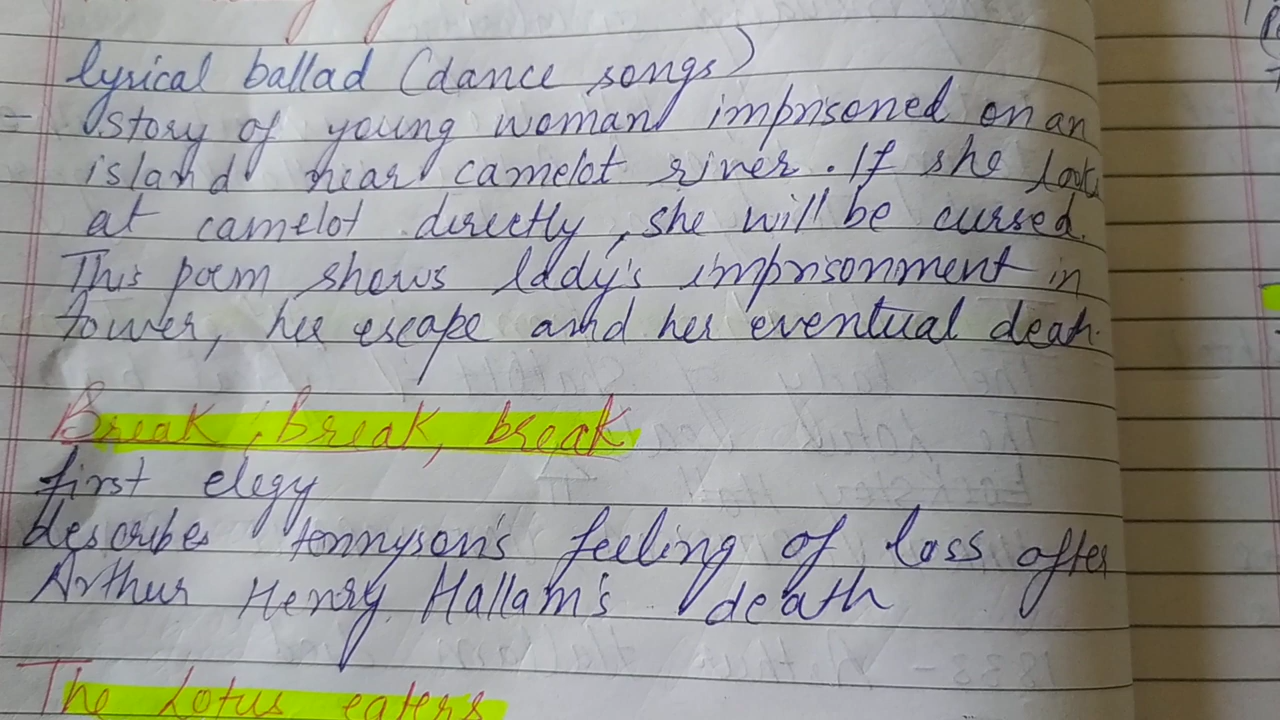 lyrical ballad (dance songs)
- story of young woman imprisoned on an
island near camelot river. If she look
at camelot directly, she will be cursed.
This poem shows lady's imprisonment in
tower, her escape and her eventual death.
Break, break, break
first elegy
describes tennyson's feeling of loss after
Arthur Henry Hallam's death
The Lotus eaters